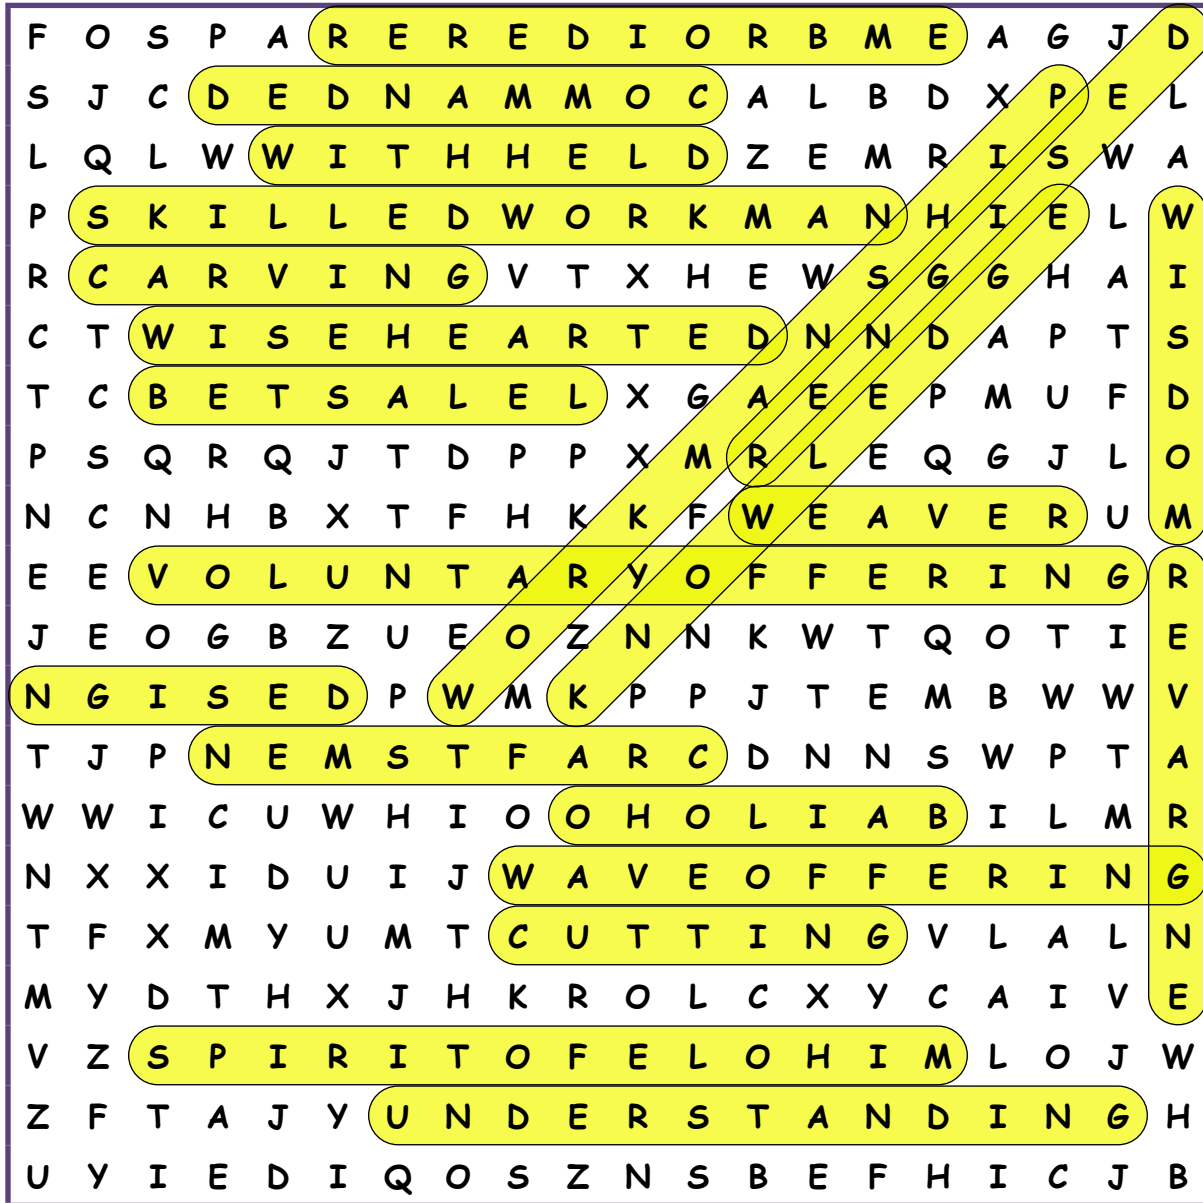 F O S P A R E R E D I O R B M E A G J D
S J C D E D N A M M O C A L B D X P E L
L Q L W W I T H H E L D Z E M R I S W A
P S K I L L E D W O R K M A N H I E L W
R C A R V I N G V T X H E W S G G H A I
C T W I S E H E A R T E D N N D A P T S
T C B E T S A L E L X G A E E P M U F D
P S Q R Q J T D P P X M R L E Q G J L O
N C N H B X T F H K K F W E A V E R U M
E E V O L U N T A R Y O F F E R I N G R
J E O G B Z U E O Z N N K W T Q O T I E
N G I S E D P W M K P P J T E M B W W V
T J P N E M S T F A R C D N N S W P T A
W W I C U W H I O O H O L I A B I L M R
N X X I D U I J W A V E O F F E R I N G
T F X M Y U M T C U T T I N G V L A L N
M Y D T H X J H K R O L C X Y C A I V E
V Z S P I R I T O F E L O H I M L O J W
Z F T A J Y U N D E R S T A N D I N G H
U Y I E D I Q O S Z N S B E F H I C J B